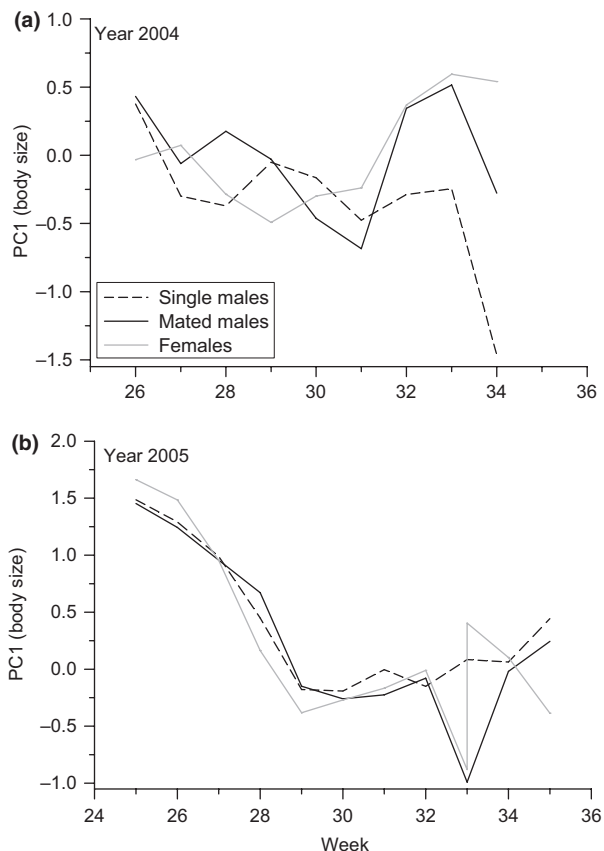 (a)
Year 2004
PC1 (body size)
1.0
0.5
0.0
–0.5
–1.0
–1.5
Single males
Mated males
Females
26 28 30 32 34 36
(b)
Year 2005
PC1 (body size)
2.0
1.5
1.0
0.5
0.0
–0.5
–1.0
24 26 28 30 32 34 36
Week